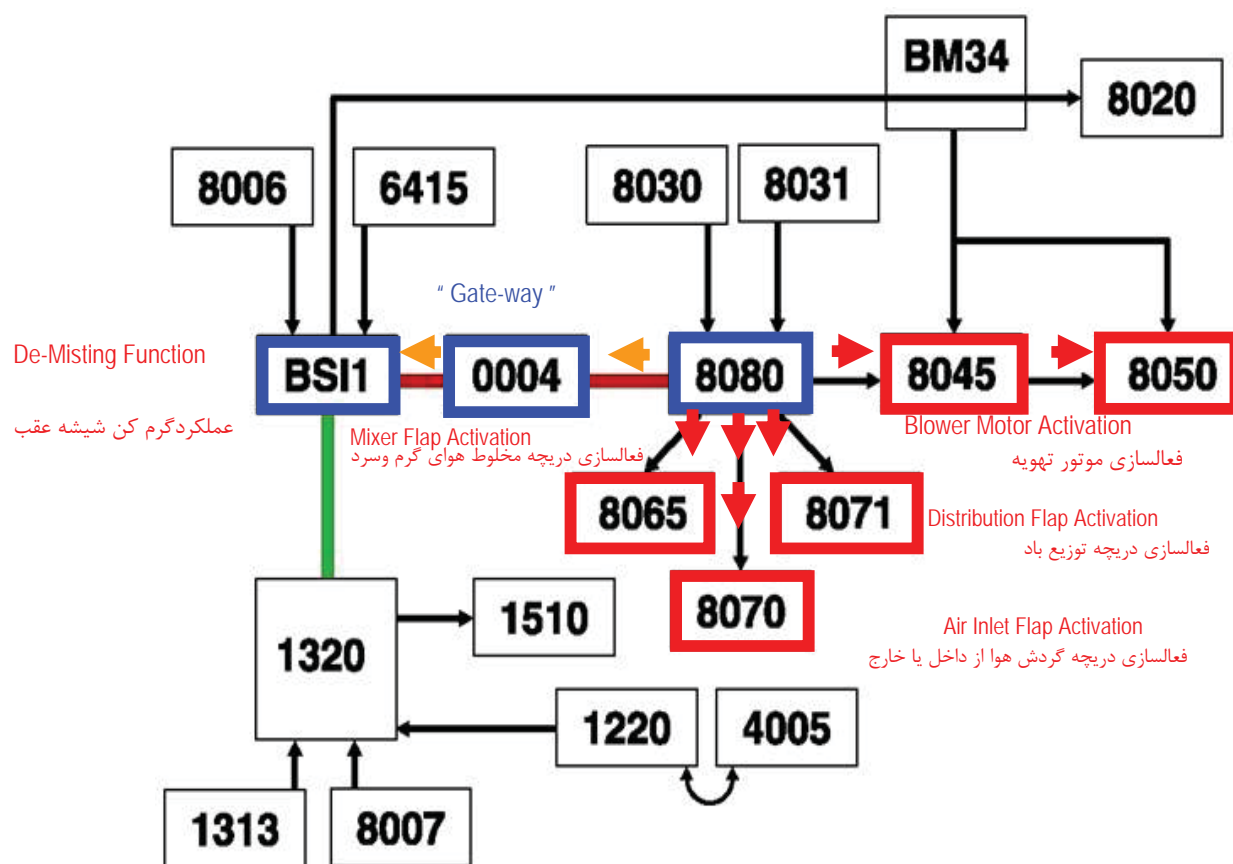 BM34
8020
8006
6415
8030
8031
“ Gate-way ”
De-Misting Function
BSI1
0004
8080
8045
8050
عملکردگرم کن شیشه عقب
Mixer Flap Activation
فعالسازی دریچه مخلوط هوای گرم وسرد
Blower Motor Activation
فعالسازی موتور تهویه
8065
8071
Distribution Flap Activation
فعالسازی دریچه توزیع باد
8070
1510
1320
Air Inlet Flap Activation
فعالسازی دریچه گردش هوا از داخل یا خارج
1220
4005
1313
8007